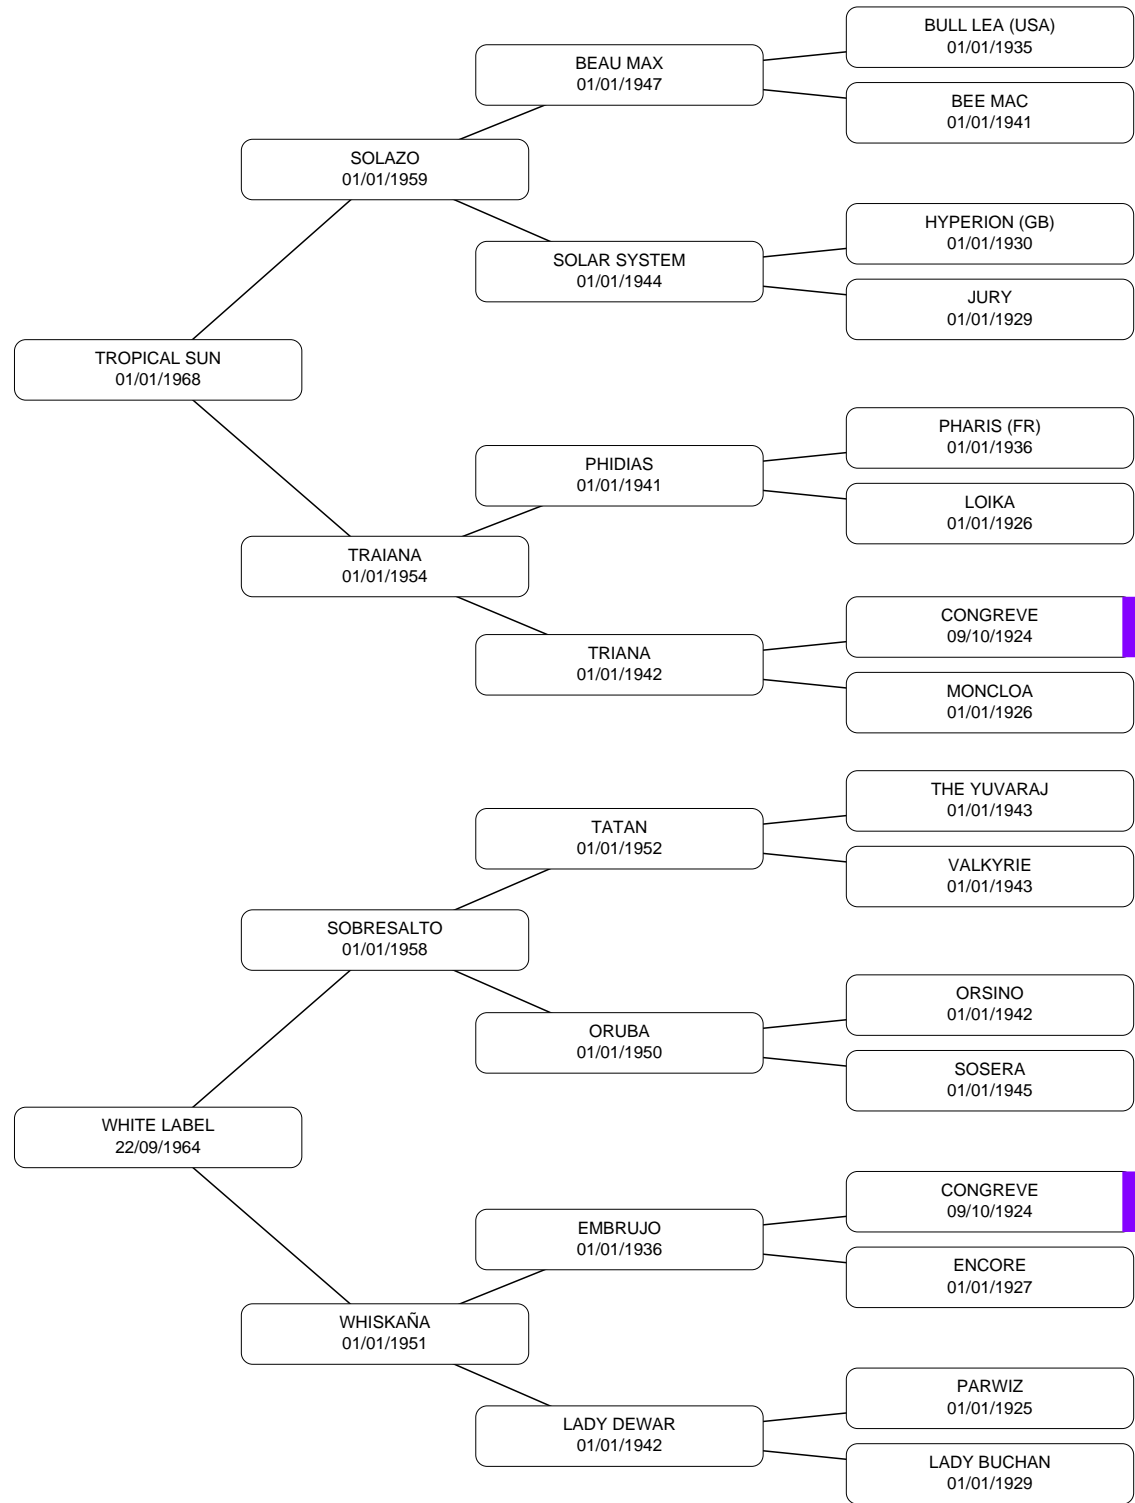 BULL LEA (USA)
01/01/1935
BEAU MAX
01/01/1947
BEE MAC
01/01/1941
SOLAZO
01/01/1959
HYPERION (GB)
01/01/1930
SOLAR SYSTEM
01/01/1944
JURY
01/01/1929
TROPICAL SUN
01/01/1968
PHARIS (FR)
01/01/1936
PHIDIAS
01/01/1941
LOIKA
01/01/1926
TRAIANA
01/01/1954
CONGREVE
09/10/1924
TRIANA
01/01/1942
MONCLOA
01/01/1926
THE YUVARAJ
01/01/1943
TATAN
01/01/1952
VALKYRIE
01/01/1943
SOBRESALTO
01/01/1958
ORSINO
01/01/1942
ORUBA
01/01/1950
SOSERA
01/01/1945
WHITE LABEL
22/09/1964
CONGREVE
09/10/1924
EMBRUJO
01/01/1936
ENCORE
01/01/1927
WHISKAÑA
01/01/1951
PARWIZ
01/01/1925
LADY DEWAR
01/01/1942
LADY BUCHAN
01/01/1929